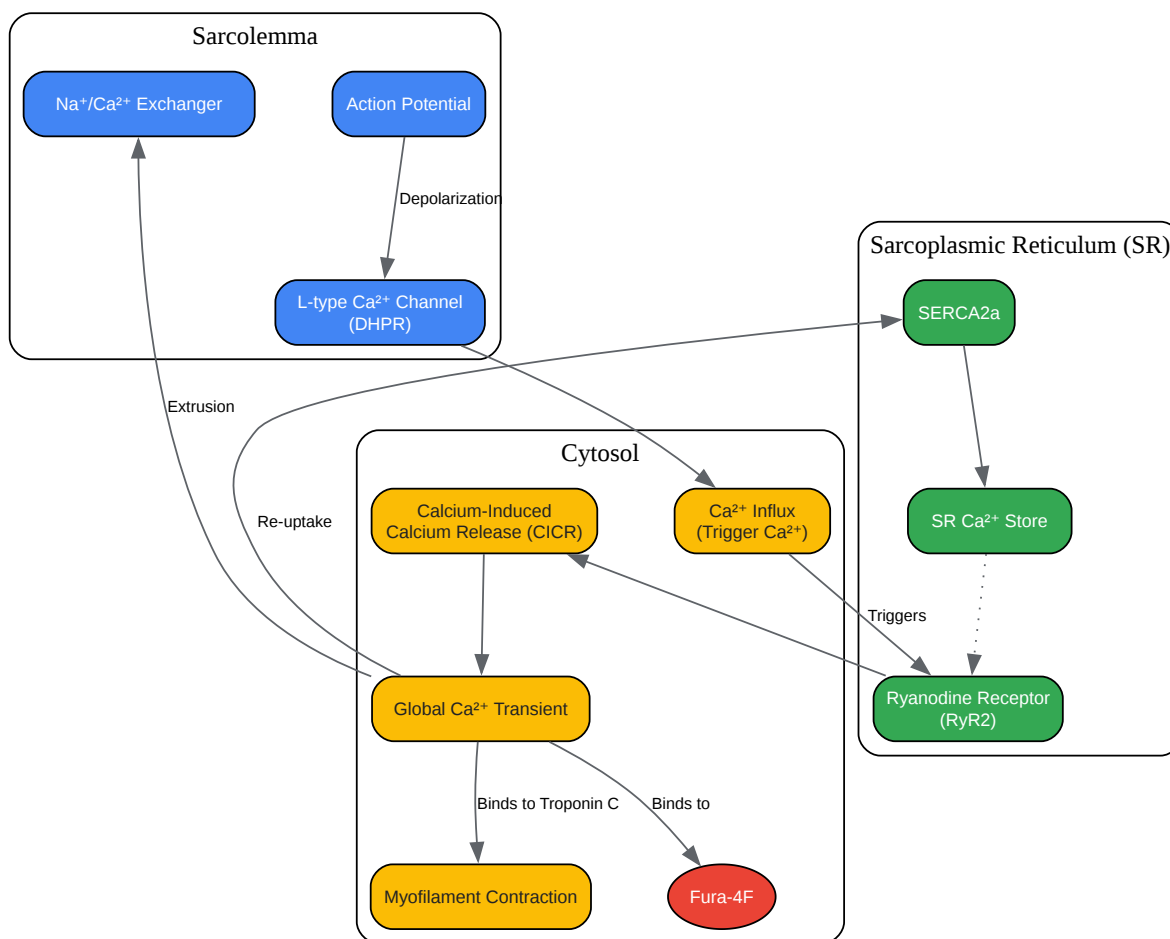 Sarcolemma
Na⁺/Ca²⁺ Exchanger
Action Potential
Depolarization
L-type Ca²⁺ Channel
(DHPR)
Extrusion
Re-uptake
Sarcoplasmic Reticulum (SR)
SERCA2a
SR Ca²⁺ Store
Ryanodine Receptor
(RyR2)
Cytosol
Calcium-Induced
Calcium Release (CICR)
Ca²⁺ Influx
(Trigger Ca²⁺)
Triggers
Global Ca²⁺ Transient
Binds to Troponin C
Binds to
Myofilament Contraction
Fura-4F